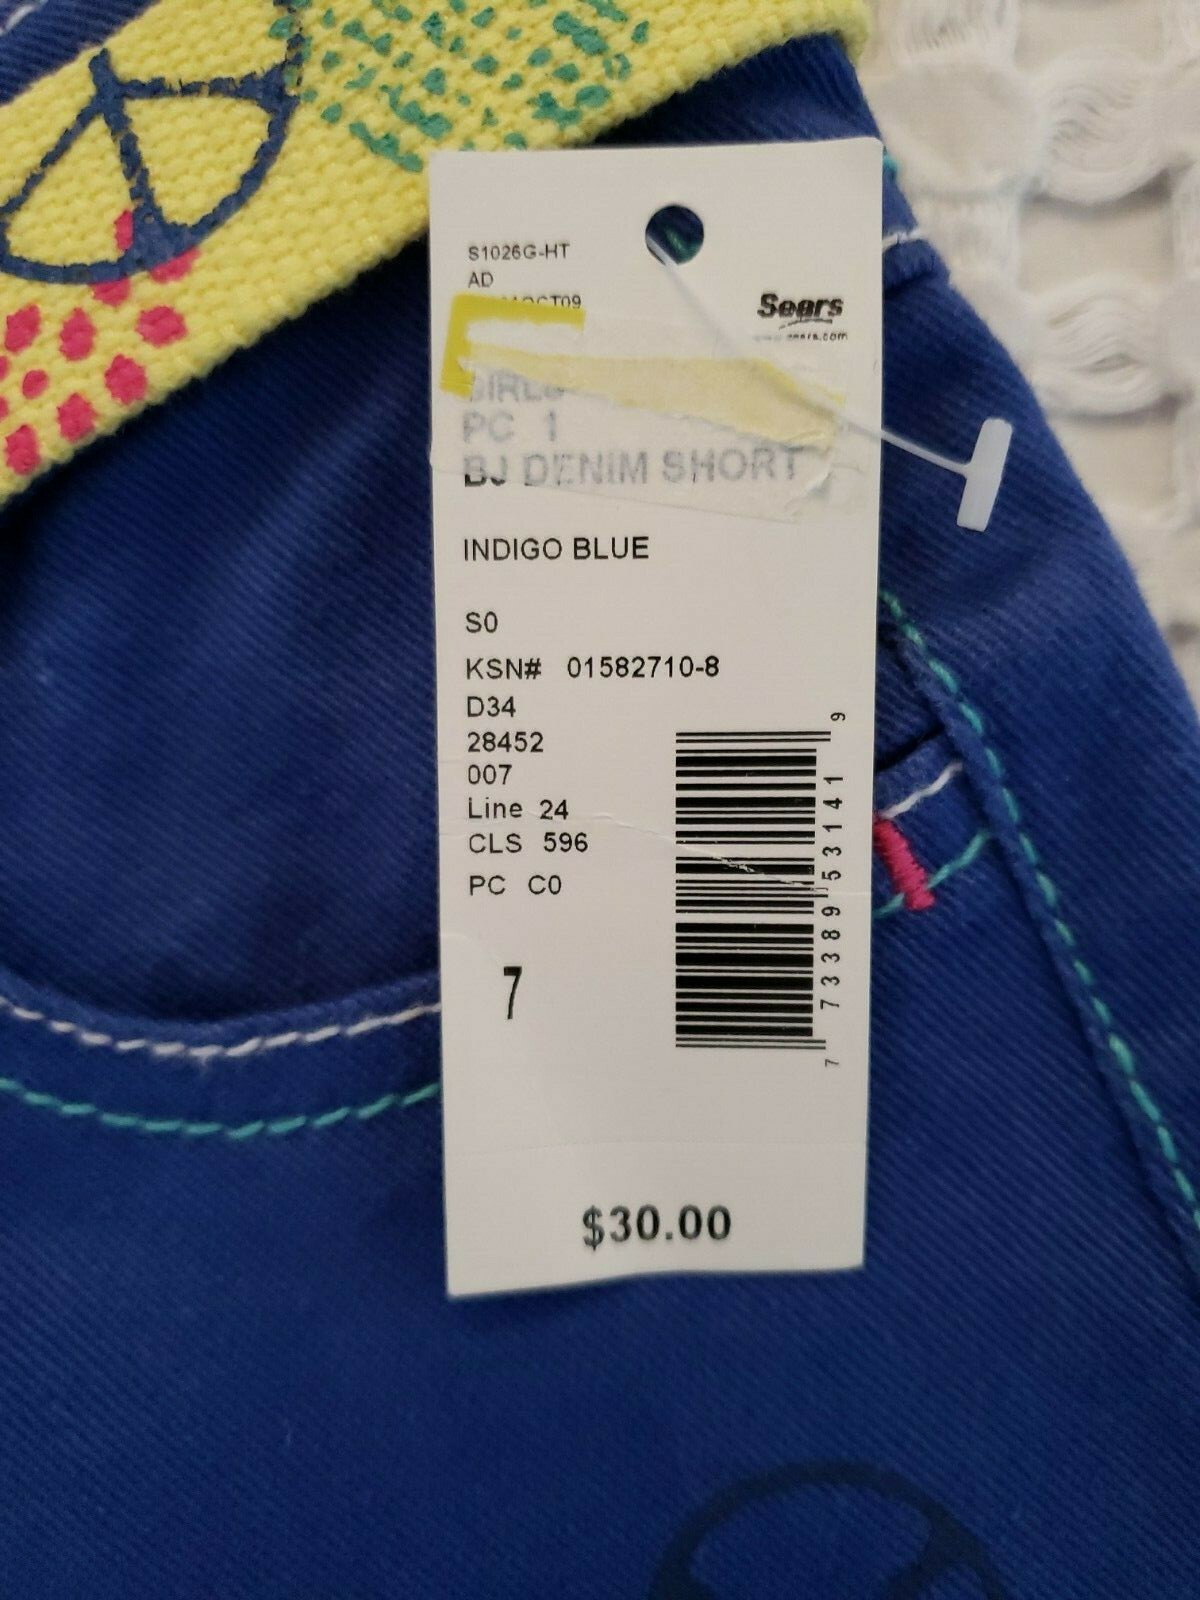 S1026G-HT
AD
Sears
GIRLS
PC 1
BJ DENIM SHORT
INDIGO BLUE
S0
KSN# 01582710-8
D34
28452
007
Line 24
CLS 596
PC C0
7 73389 53141 9
7
$30.00